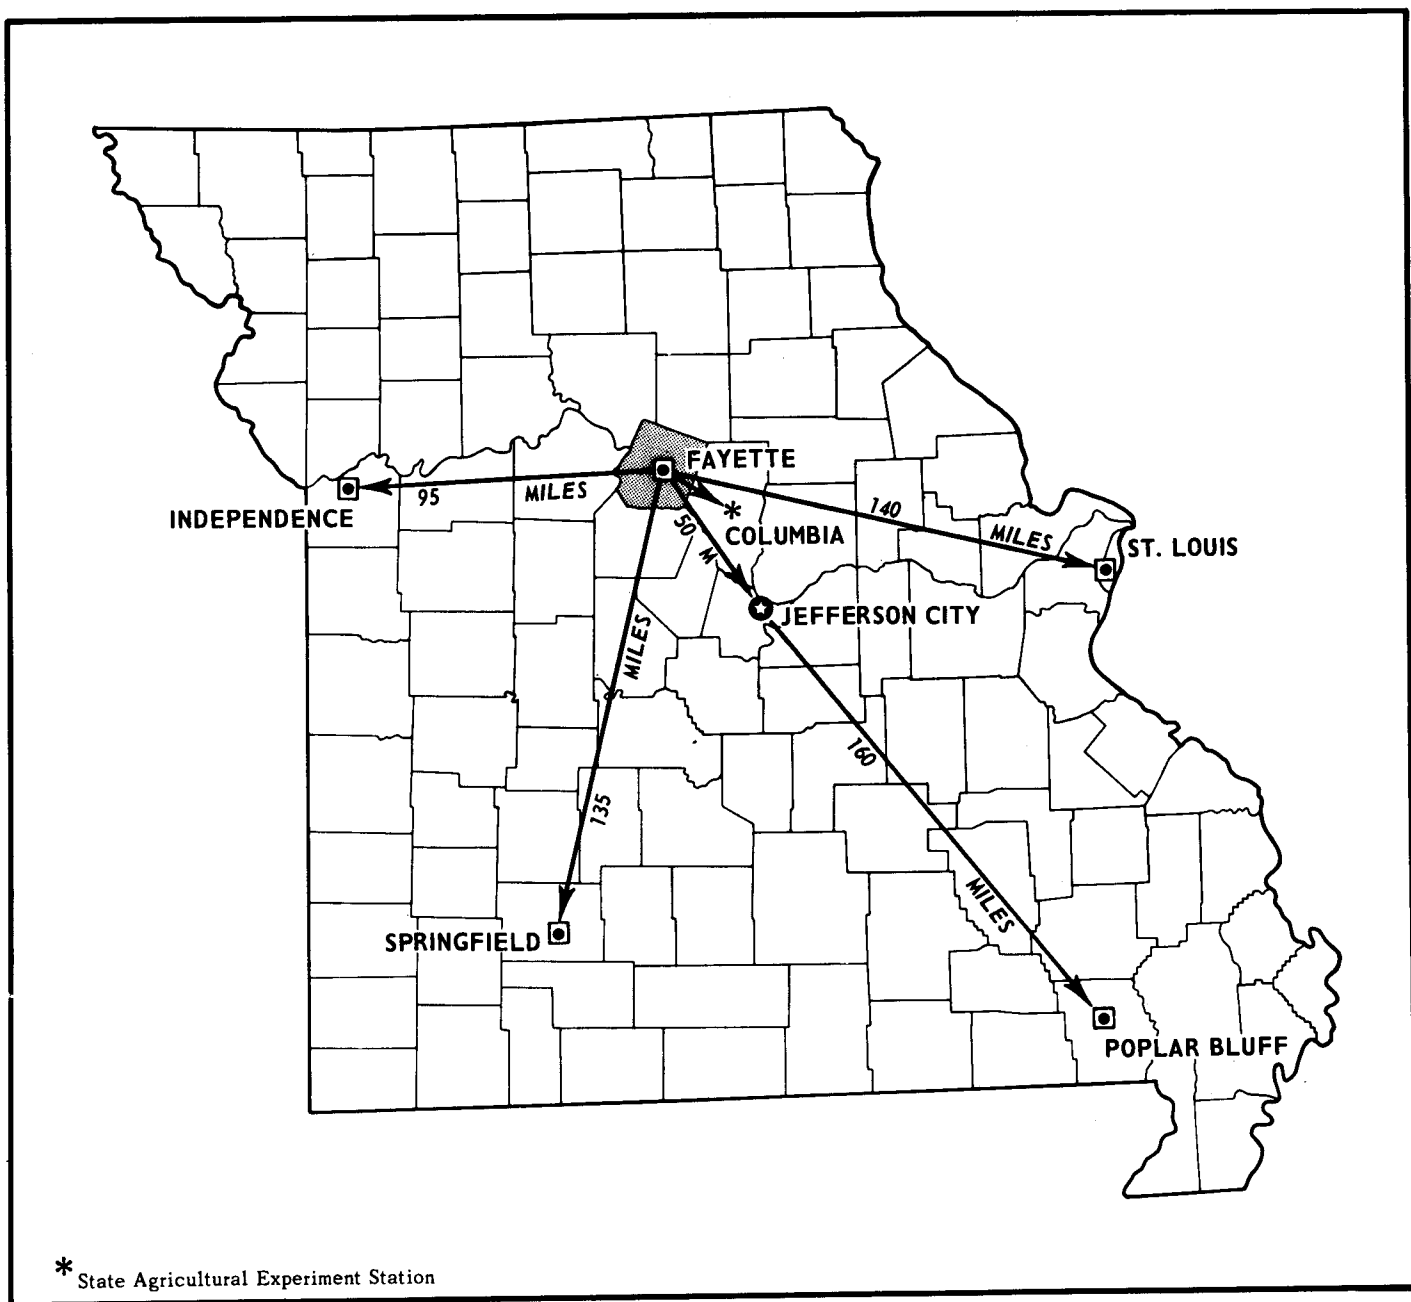 FAYETTE
95 MILES
INDEPENDENCE
140 MILES
50 M
*
COLUMBIA
ST. LOUIS
JEFFERSON CITY
MILES
135
160
MILES
SPRINGFIELD
POPLAR BLUFF
* State Agricultural Experiment Station